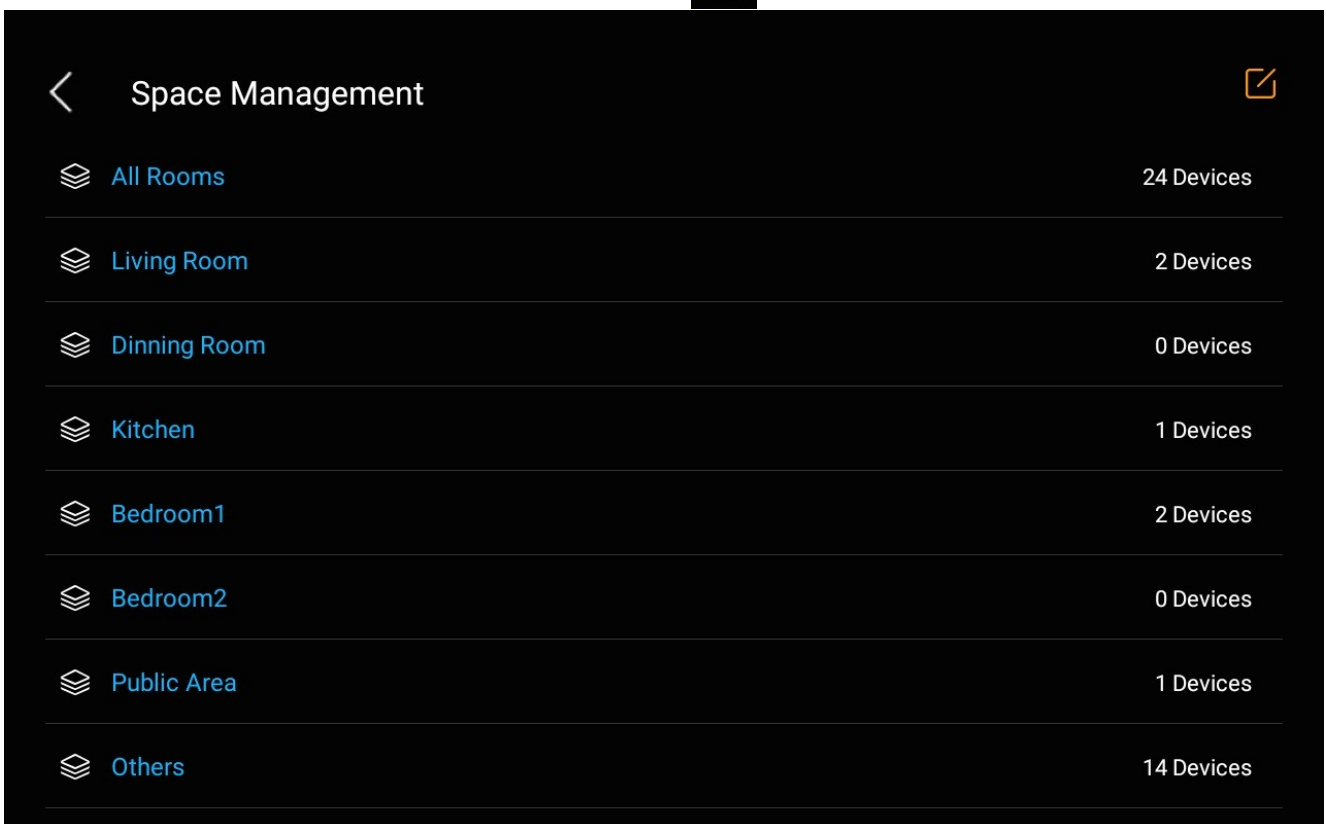 Space Management
All Rooms 24 Devices
Living Room 2 Devices
Dinning Room 0 Devices
Kitchen 1 Devices
Bedroom1 2 Devices
Bedroom2 0 Devices
Public Area 1 Devices
Others 14 Devices